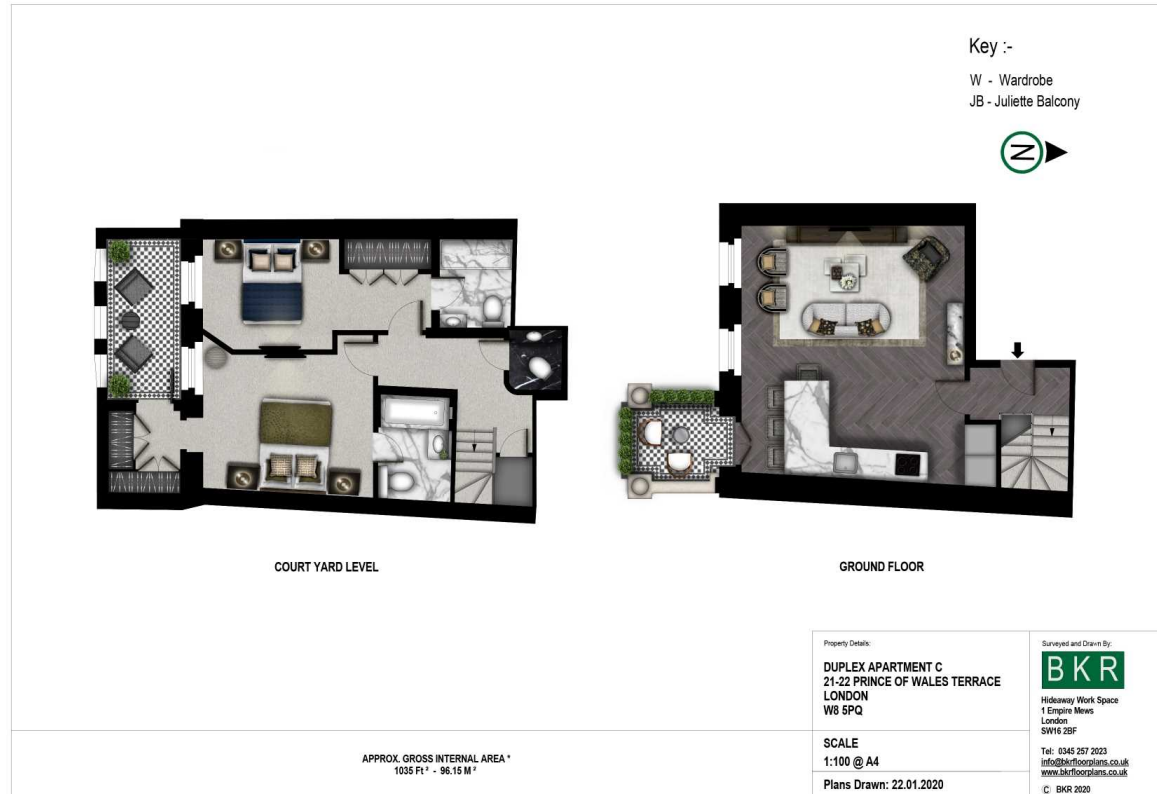 Key :-
W - Wardrobe
JB - Juliette Balcony
N
COURT YARD LEVEL
GROUND FLOOR
APPROX. GROSS INTERNAL AREA *
1035 Ft ² - 96.15 M ²
Property Details:
DUPLEX APARTMENT C
21-22 PRINCE OF WALES TERRACE
LONDON
W8 5PQ
SCALE
1:100 @ A4
Plans Drawn: 22.01.2020
Surveyed and Drawn By:
BKR
Hideaway Work Space
1 Empire Mews
London
SW16 2BF
Tel: 0345 257 2023
info@bkrfloorplans.co.uk
www.bkrfloorplans.co.uk
© BKR 2020